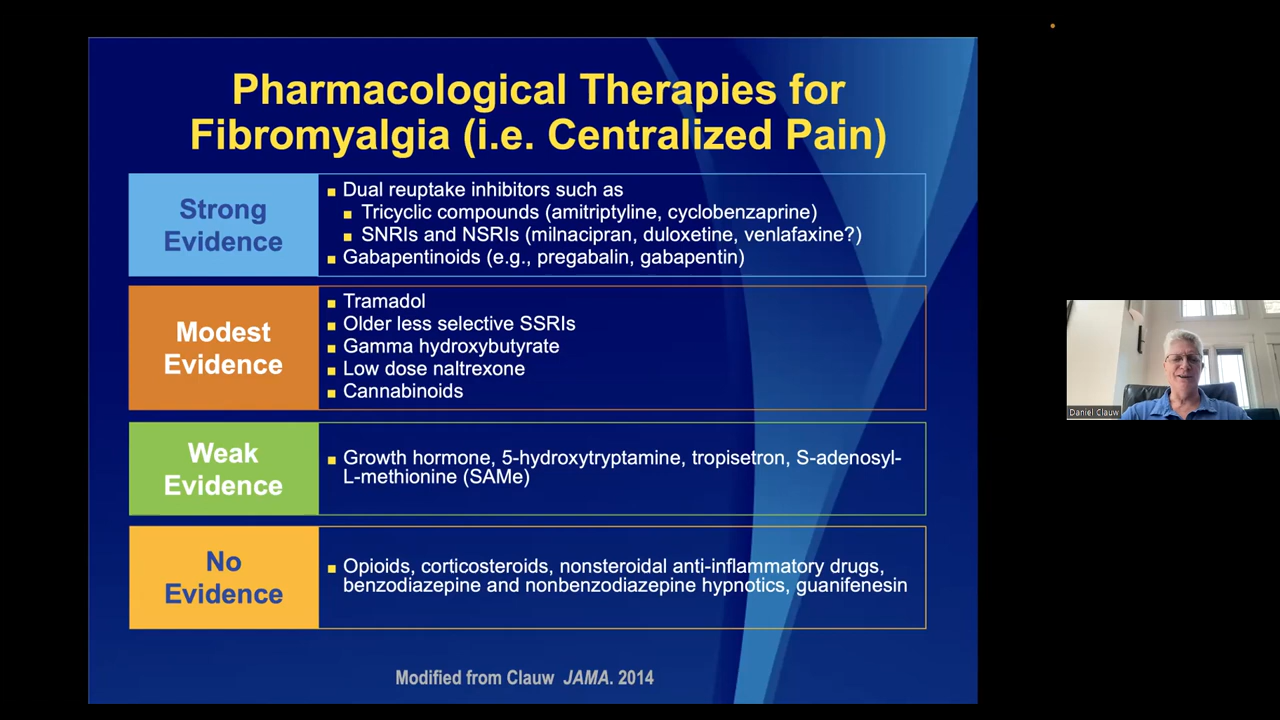 Pharmacological Therapies for
Fibromyalgia (i.e. Centralized Pain)
Strong
Evidence
Dual reuptake inhibitors such as
Tricyclic compounds (amitriptyline, cyclobenzaprine)
SNRIs and NSRIs (milnacipran, duloxetine, venlafaxine?)
Gabapentinoids (e.g., pregabalin, gabapentin)
Modest
Evidence
Tramadol
Older less selective SSRIs
Gamma hydroxybutyrate
Low dose naltrexone
Cannabinoids
Weak
Evidence
Growth hormone, 5-hydroxytryptamine, tropisetron, S-adenosyl-
L-methionine (SAMe)
No
Evidence
Opioids, corticosteroids, nonsteroidal anti-inflammatory drugs,
benzodiazepine and nonbenzodiazepine hypnotics, guanifenesin
Modified from Clauw JAMA. 2014
Daniel Clauw